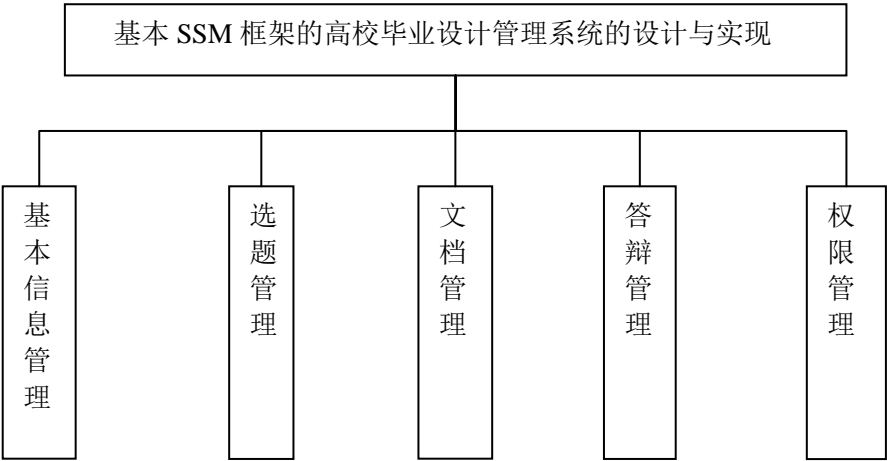 基本 SSM 框架的高校毕业设计管理系统的设计与实现
基本信息管理
选题管理
文档管理
答辩管理
权限管理